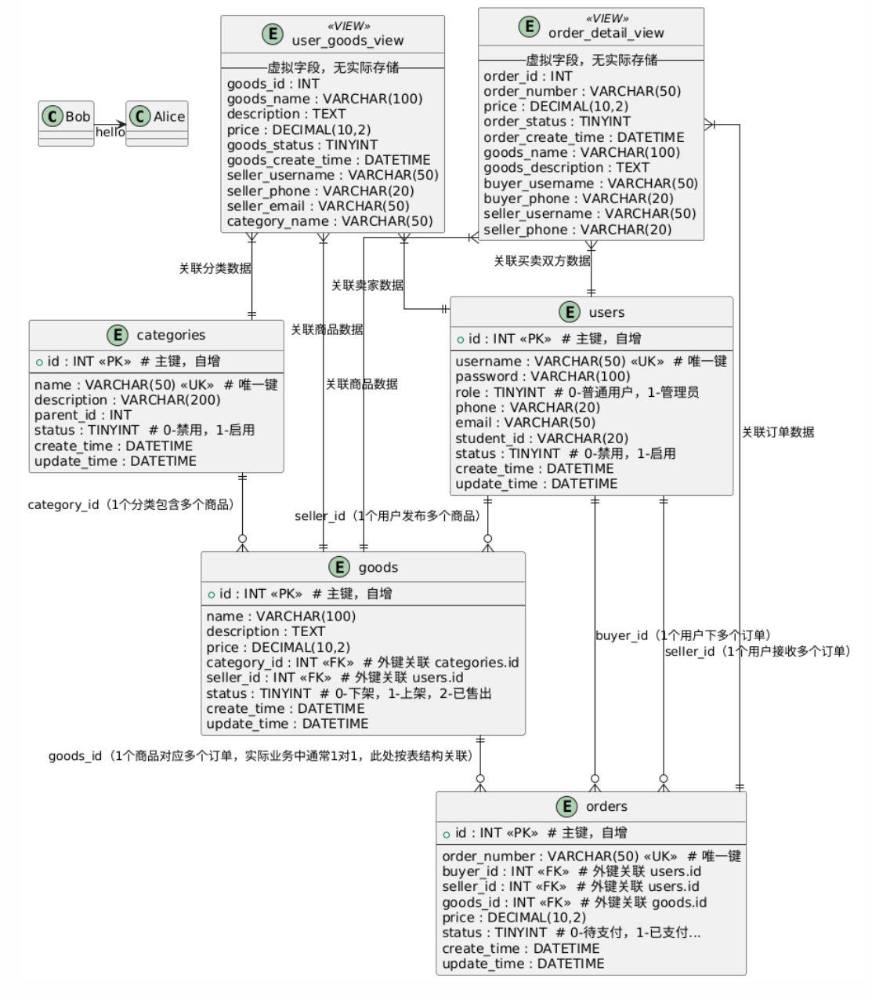 C Bob
hello
C Alice
E «VIEW»
user_goods_view
虚拟字段，无实际存储
goods_id : INT
goods_name : VARCHAR(100)
description : TEXT
price : DECIMAL(10,2)
goods_status : TINYINT
goods_create_time : DATETIME
seller_username : VARCHAR(50)
seller_phone : VARCHAR(20)
seller_email : VARCHAR(50)
category_name : VARCHAR(50)
E «VIEW»
order_detail_view
虚拟字段，无实际存储
order_id : INT
order_number : VARCHAR(50)
price : DECIMAL(10,2)
order_status : TINYINT
order_create_time : DATETIME
goods_name : VARCHAR(100)
goods_description : TEXT
buyer_username : VARCHAR(50)
buyer_phone : VARCHAR(20)
seller_username : VARCHAR(50)
seller_phone : VARCHAR(20)
关联分类数据
关联卖家数据
关联买卖双方数据
关联商品数据
关联商品数据
关联订单数据
E categories
id : INT «PK»  # 主键，自增
name : VARCHAR(50) «UK»  # 唯一键
description : VARCHAR(200)
parent_id : INT
status : TINYINT  # 0-禁用，1-启用
create_time : DATETIME
update_time : DATETIME
E users
id : INT «PK»  # 主键，自增
username : VARCHAR(50) «UK»  # 唯一键
password : VARCHAR(100)
role : TINYINT  # 0-普通用户，1-管理员
phone : VARCHAR(20)
email : VARCHAR(50)
student_id : VARCHAR(20)
status : TINYINT  # 0-禁用，1-启用
create_time : DATETIME
update_time : DATETIME
category_id（1个分类包含多个商品）
seller_id（1个用户发布多个商品）
E goods
id : INT «PK»  # 主键，自增
name : VARCHAR(100)
description : TEXT
price : DECIMAL(10,2)
category_id : INT «FK»  # 外键关联 categories.id
seller_id : INT «FK»  # 外键关联 users.id
status : TINYINT  # 0-下架，1-上架，2-已售出
create_time : DATETIME
update_time : DATETIME
buyer_id（1个用户下多个订单）
seller_id（1个用户接收多个订单）
goods_id（1个商品对应多个订单，实际业务中通常1对1，此处按表结构关联）
E orders
id : INT «PK»  # 主键，自增
order_number : VARCHAR(50) «UK»  # 唯一键
buyer_id : INT «FK»  # 外键关联 users.id
seller_id : INT «FK»  # 外键关联 users.id
goods_id : INT «FK»  # 外键关联 goods.id
price : DECIMAL(10,2)
status : TINYINT  # 0-待支付，1-已支付...
create_time : DATETIME
update_time : DATETIME